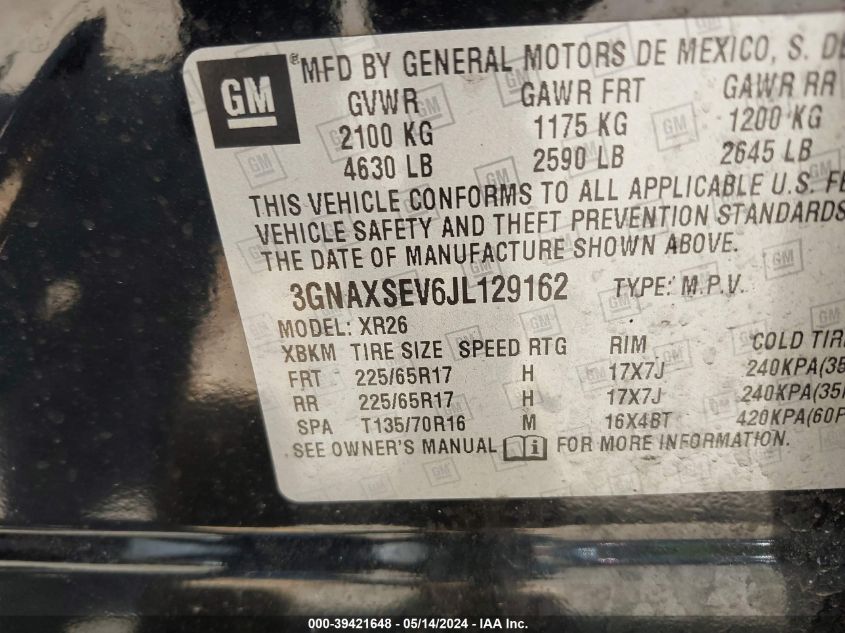 GM
®MFD BY GENERAL MOTORS DE MEXICO, S. DE
GVWR GAWR FRT GAWR RR
2100 KG 1175 KG 1200 KG
4630 LB 2590 LB 2645 LB
THIS VEHICLE CONFORMS TO ALL APPLICABLE U.S. FE
VEHICLE SAFETY AND THEFT PREVENTION STANDARDS
THE DATE OF MANUFACTURE SHOWN ABOVE.
3GNAXSEV6JL129162 TYPE: M.P.V.
MODEL: XR26
XBKM TIRE SIZE SPEED RTG RIM COLD TIRE
FRT 225/65R17 H 17X7J 240KPA(35
RR 225/65R17 H 17X7J 240KPA(35
SPA T135/70R16 M 16X4BT 420KPA(60P
SEE OWNER'S MANUAL FOR MORE INFORMATION.
000-39421648 - 05/14/2024 - IAA Inc.